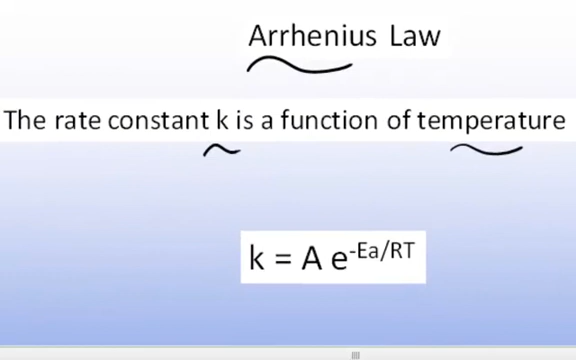 Arrhenius Law
The rate constant k is a function of temperature
k = A e^-Ea/RT